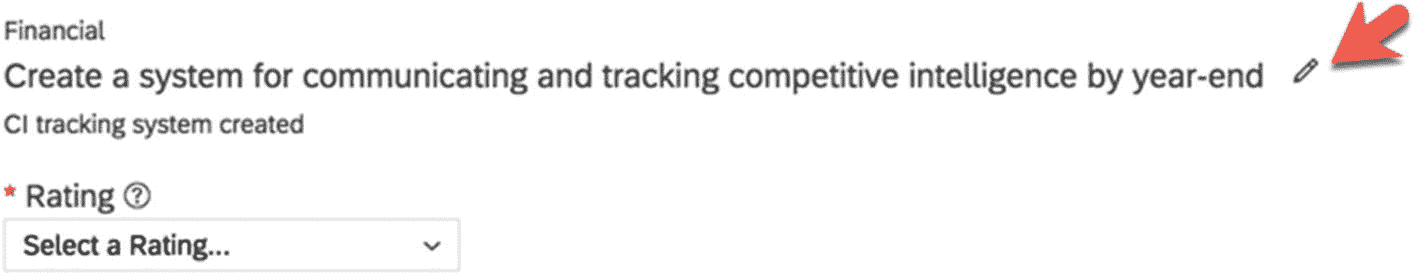 Financial
Create a system for communicating and tracking competitive intelligence by year-end
CI tracking system created
* Rating ?
Select a Rating...